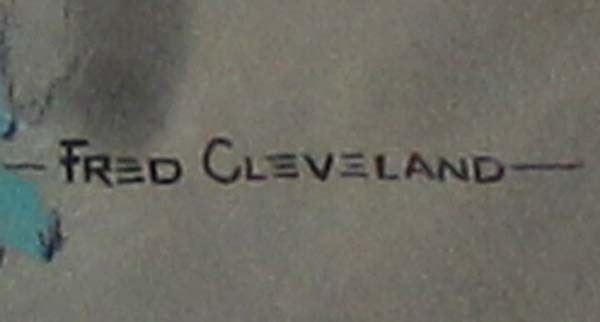 — FRED CLEVELAND —